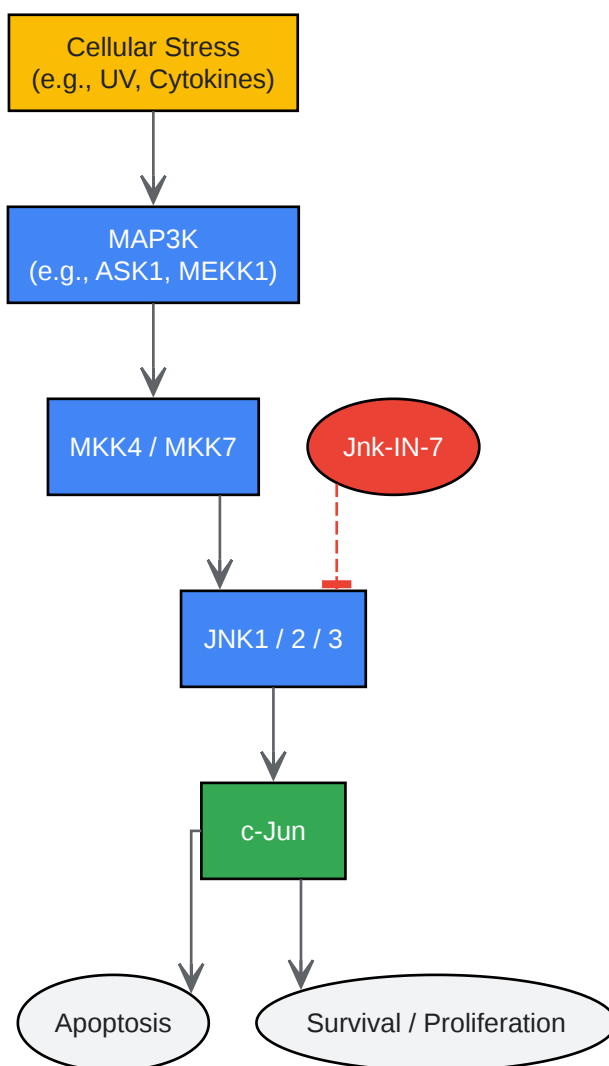 Cellular Stress
(e.g., UV, Cytokines)
MAP3K
(e.g., ASK1, MEKK1)
MKK4 / MKK7
Jnk-IN-7
JNK1 / 2 / 3
c-Jun
Apoptosis
Survival / Proliferation